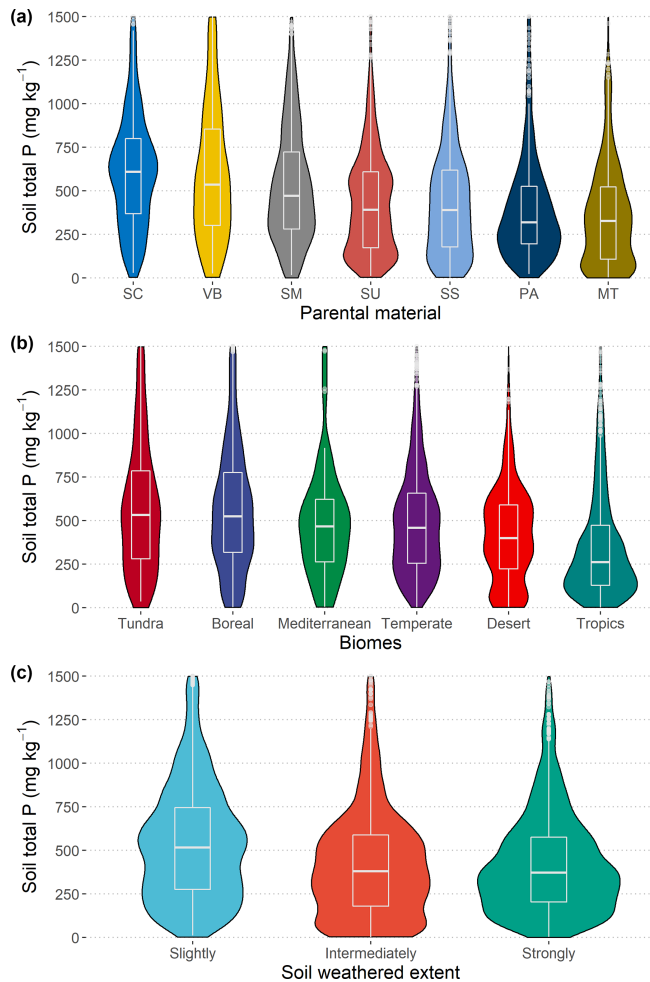 (a)
Soil total P (mg kg⁻¹)
1500
1250
1000
750
500
250
0
SC VB SM SU SS PA MT
Parental material
(b)
Soil total P (mg kg⁻¹)
1500
1250
1000
750
500
250
0
Tundra Boreal Mediterranean Temperate Desert Tropics
Biomes
(c)
Soil total P (mg kg⁻¹)
1500
1250
1000
750
500
250
0
Slightly Intermediately Strongly
Soil weathered extent